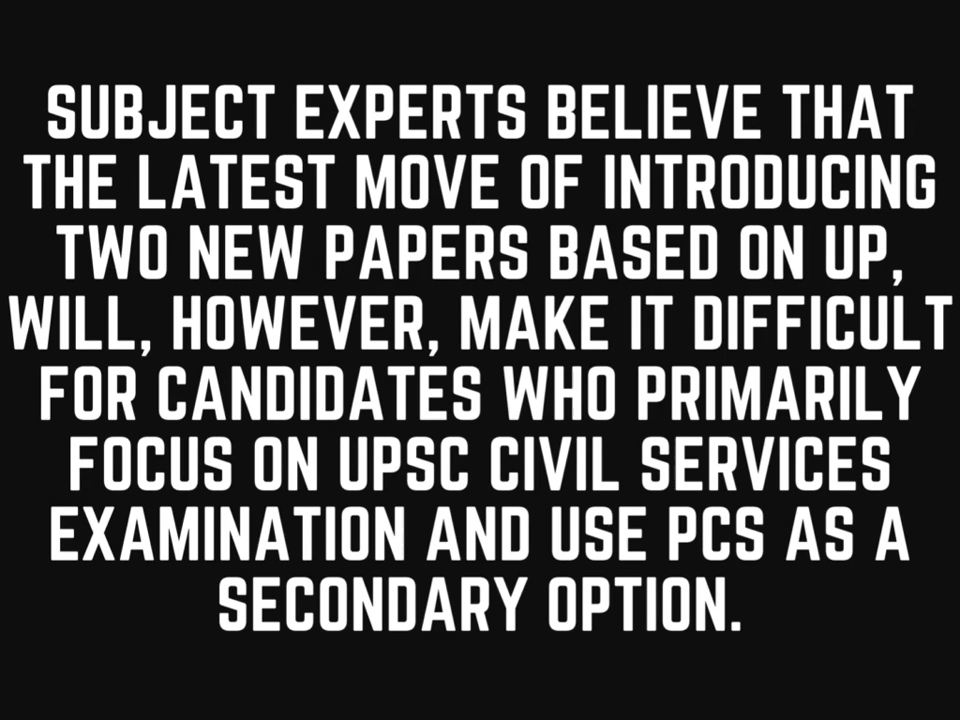 SUBJECT EXPERTS BELIEVE THAT
THE LATEST MOVE OF INTRODUCING
TWO NEW PAPERS BASED ON UP,
WILL, HOWEVER, MAKE IT DIFFICULT
FOR CANDIDATES WHO PRIMARILY
FOCUS ON UPSC CIVIL SERVICES
EXAMINATION AND USE PCS AS A
SECONDARY OPTION.